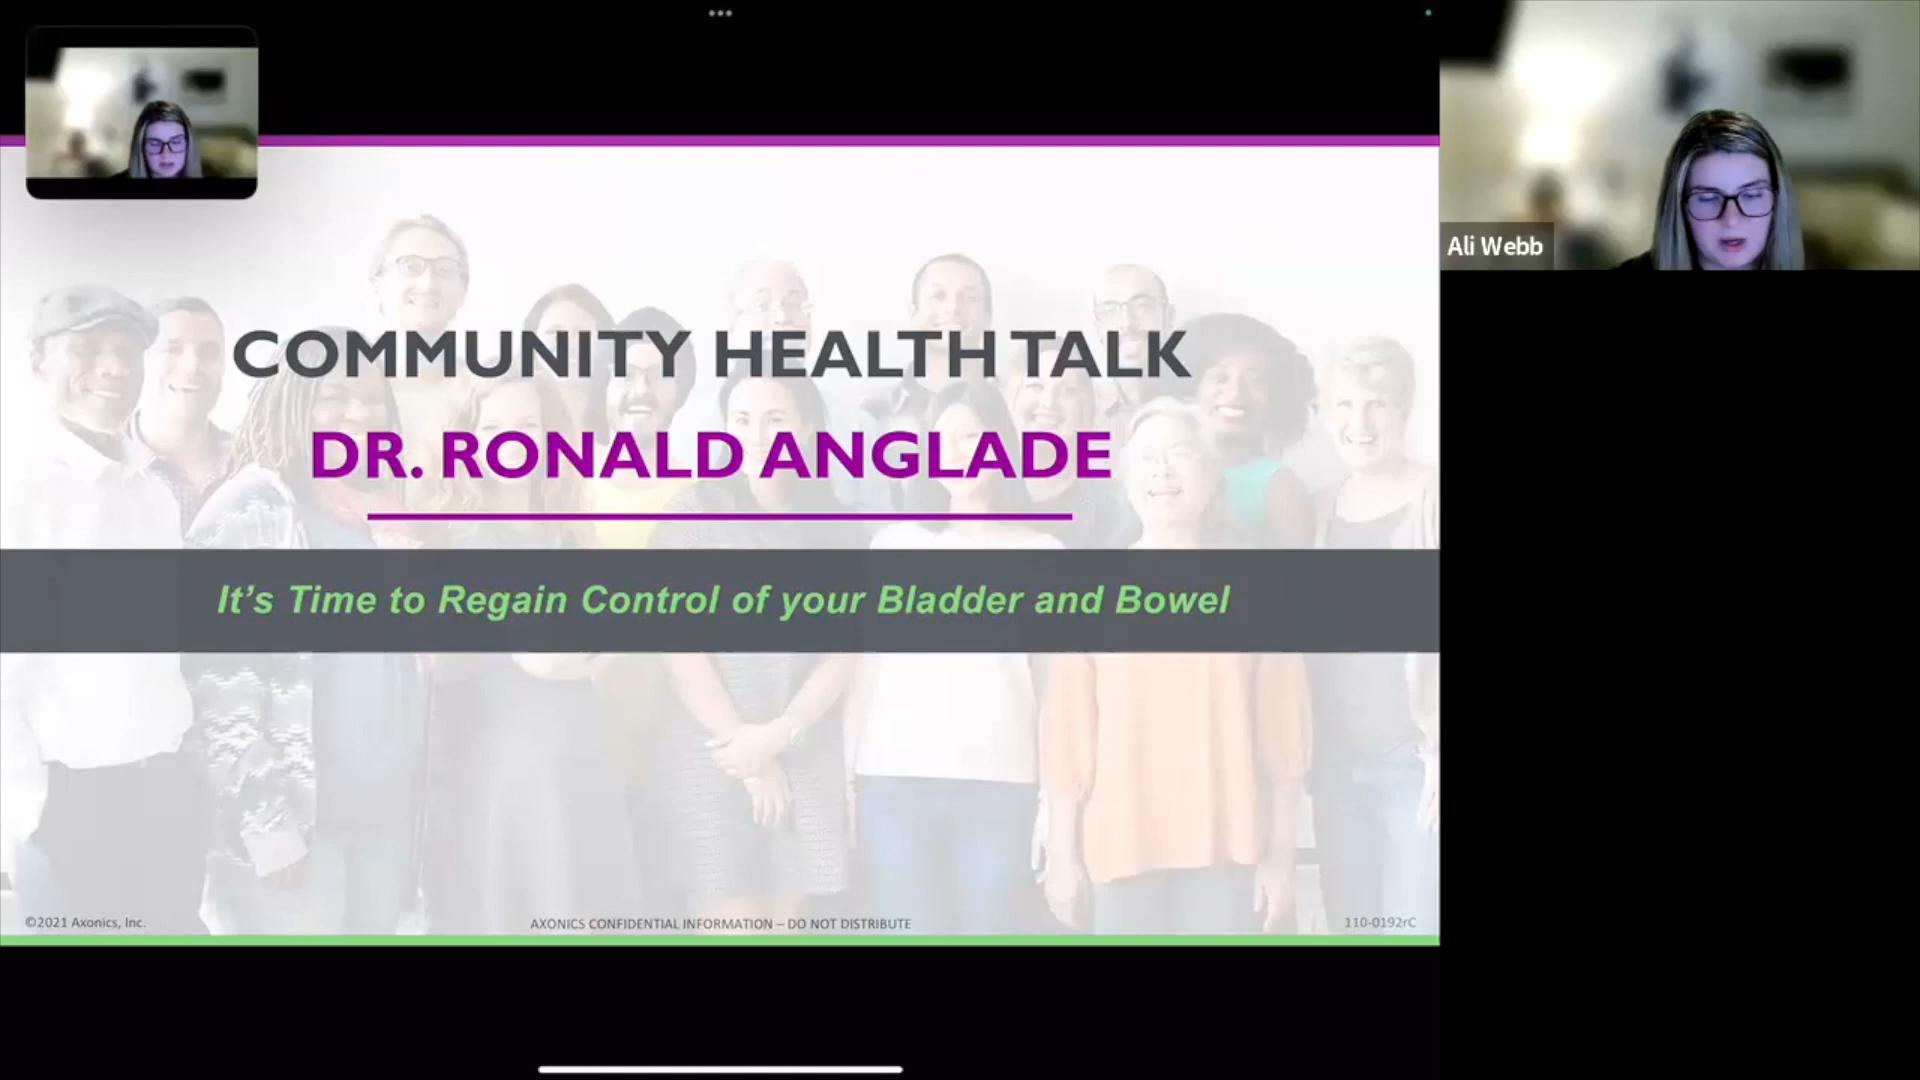 Ali Webb
COMMUNITY HEALTH TALK
DR. RONALD ANGLADE
It's Time to Regain Control of your Bladder and Bowel
©2021 Axonics, Inc.
AXONICS CONFIDENTIAL INFORMATION – DO NOT DISTRIBUTE
110-0192rC